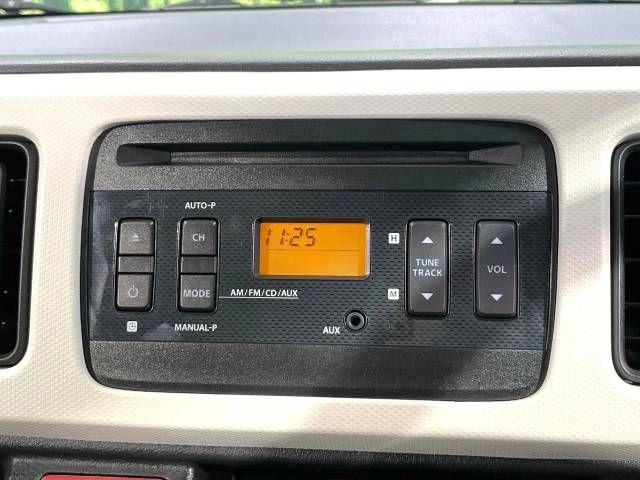 AUTO-P
CH
11:25
H
TUNE
TRACK
VOL
MODE
AM/FM/CD/AUX
M
MANUAL-P
AUX